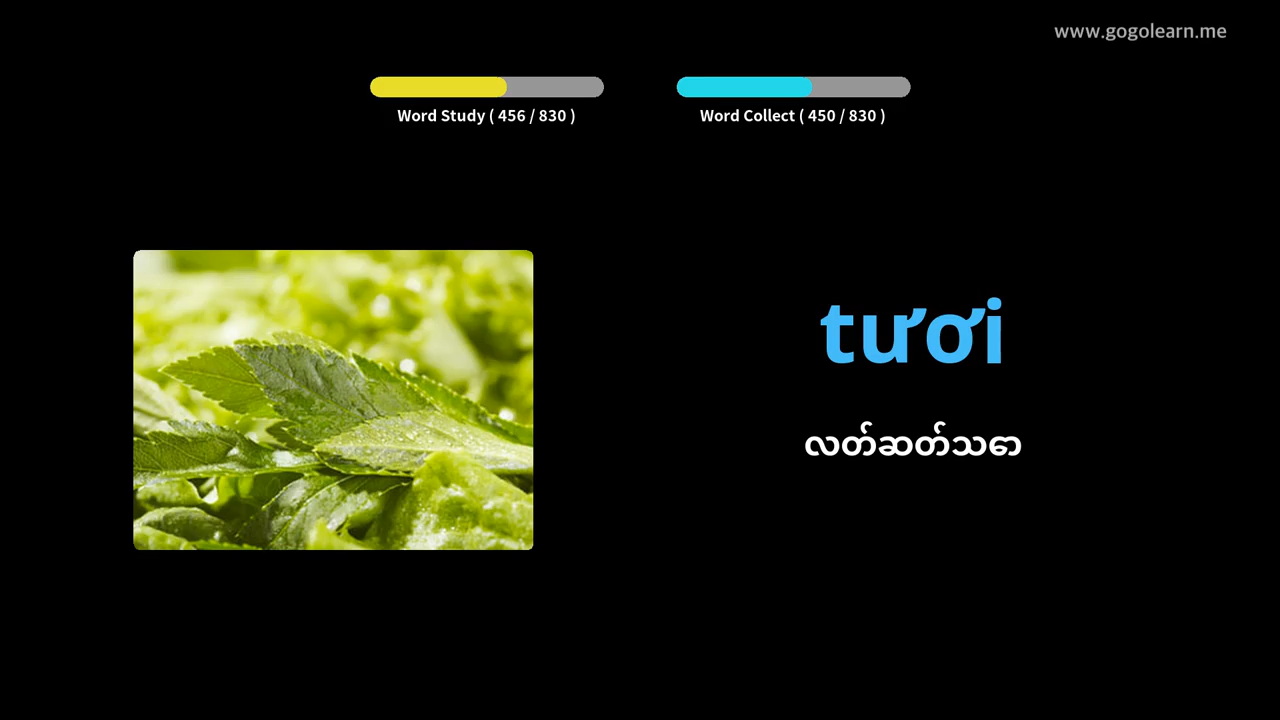 www.gogolearn.me
Word Study ( 456 / 830 )
Word Collect ( 450 / 830 )
tươi
လတ်ဆတ်သော